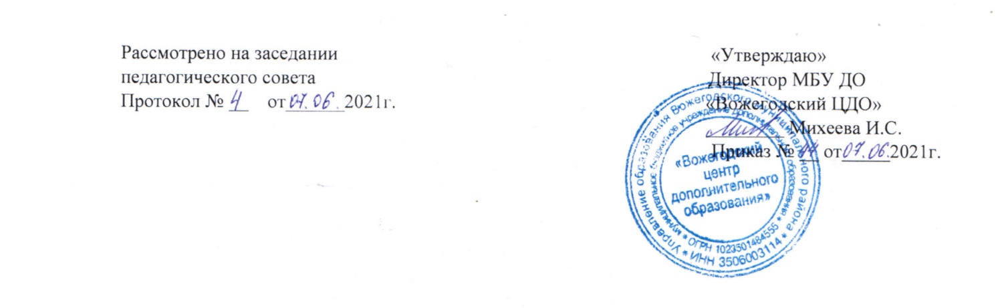 Рассмотрено на заседании
педагогического совета
Протокол № 4 от 07.06.2021г.
«Утверждаю»
Директор МБУ ДО
«Вожегодский ЦДО»
Михеева И.С.
Приказ № от 07.06.2021г.
Управление образования Вожегодского муниципального района * ИНН 3506003114 *
муниципальное бюджетное учреждение дополнительного образования * ОГРН 1023501484555 *
«Вожегодский
центр
дополнительного
образования»